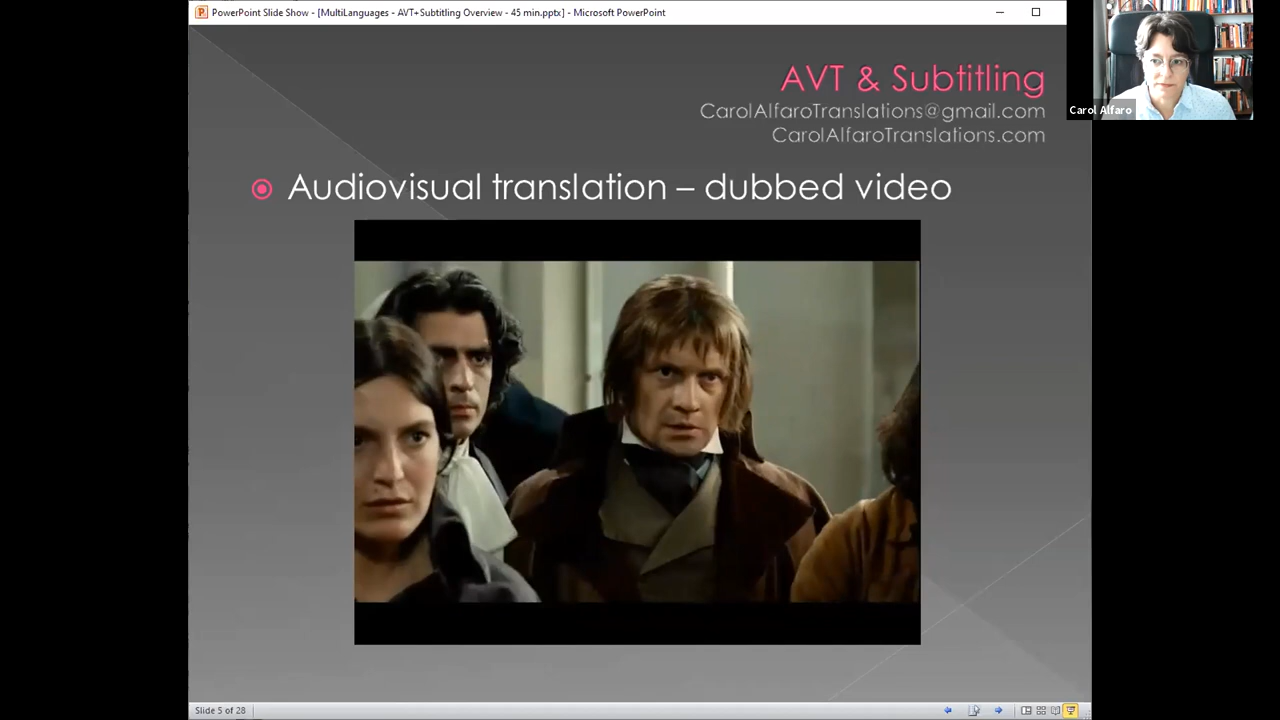 PowerPoint Slide Show - [MultiLanguages - AVT+Subtitling Overview - 45 min.pptx] - Microsoft PowerPoint
AVT & Subtitling
CarolAlfaroTranslations@gmail.com
CarolAlfaroTranslations.com
Carol Alfaro
Audiovisual translation – dubbed video
Slide 5 of 28